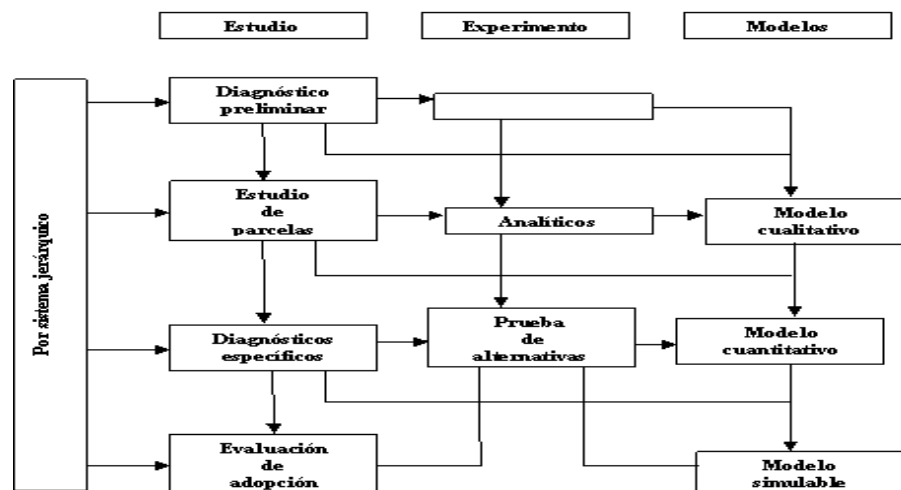 Estudio
Experimento
Modelos
Por sistema jerárquico
Diagnóstico
preliminar
Estudio
de
parcelas
Analíticos
Modelo
cualitativo
Diagnósticos
específicos
Prueba
de
alternativas
Modelo
cuantitativo
Evaluación
de
adopción
Modelo
simulable